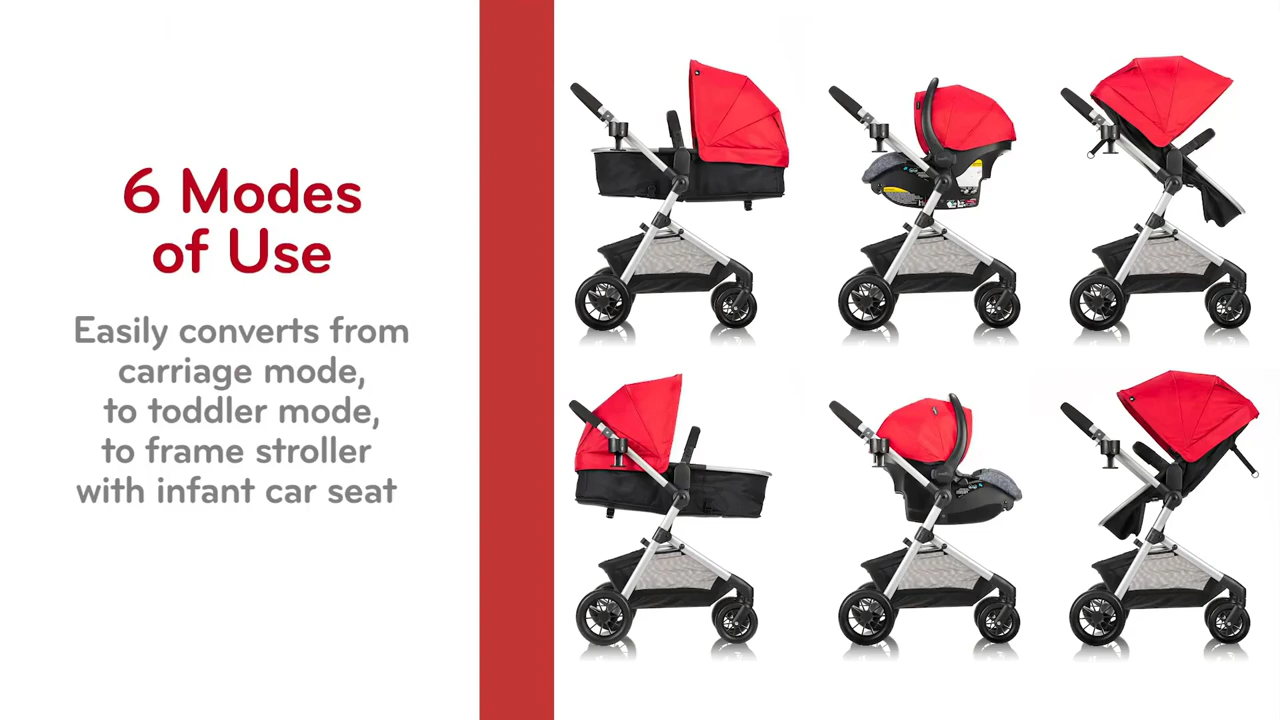 6 Modes
of Use
Easily converts from
carriage mode,
to toddler mode,
to frame stroller
with infant car seat